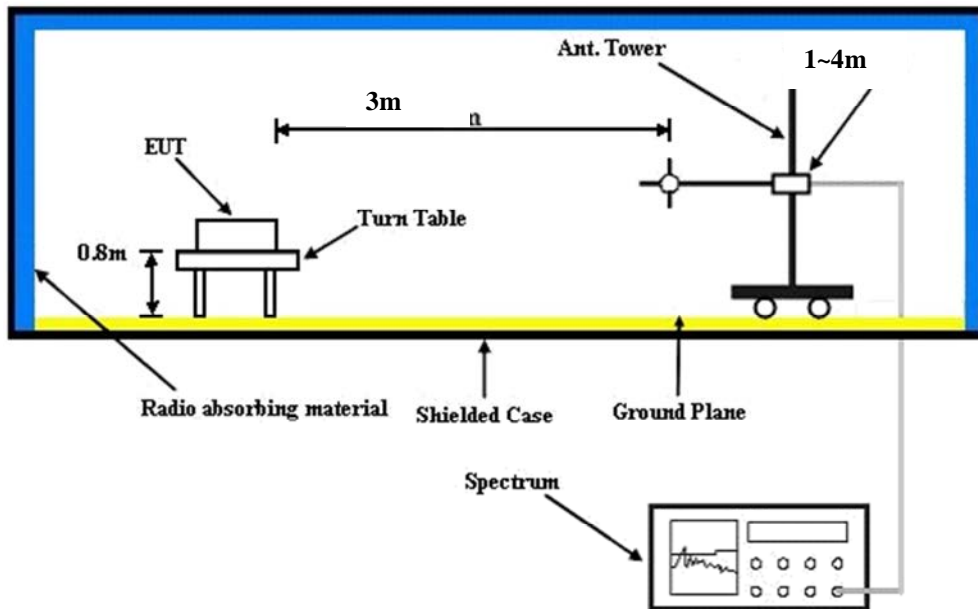 Ant. Tower
1~4m
3m
n
EUT
Turn Table
0.8m
Radio absorbing material
Shielded Case
Ground Plane
Spectrum